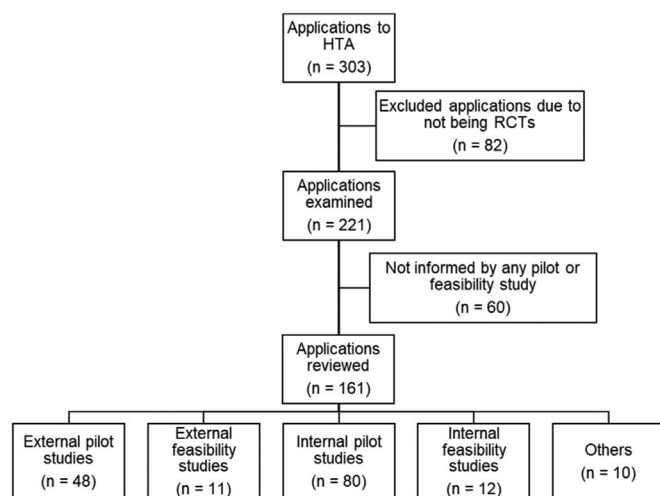 Applications to
HTA
(n = 303)
Excluded applications due to
not being RCTs
(n = 82)
Applications
examined
(n = 221)
Not informed by any pilot or
feasibility study
(n = 60)
Applications
reviewed
(n = 161)
External pilot
studies
(n = 48)
External
feasibility
studies
(n = 11)
Internal pilot
studies
(n = 80)
Internal
feasibility
studies
(n = 12)
Others
(n = 10)